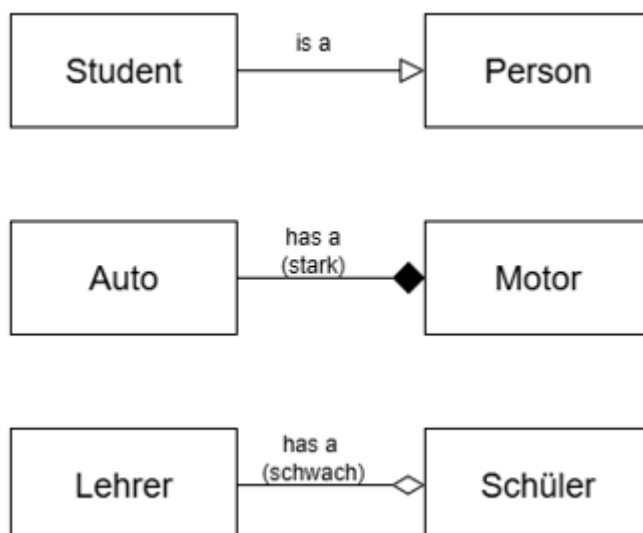 Student
is a
Person
Auto
has a
(stark)
Motor
Lehrer
has a
(schwach)
Schüler